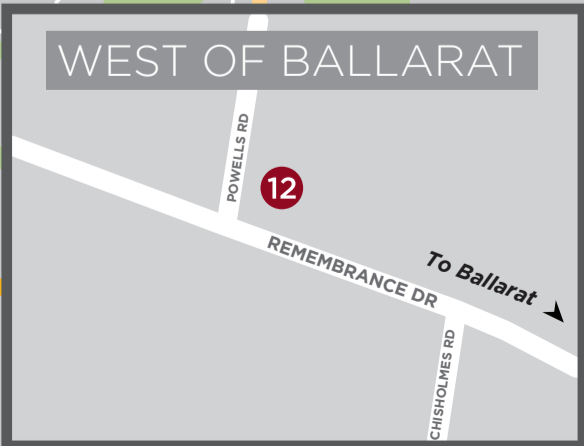 WEST OF BALLARAT
POWELLS RD
12
REMEMBRANCE DR
To Ballarat
CHISHOLMES RD